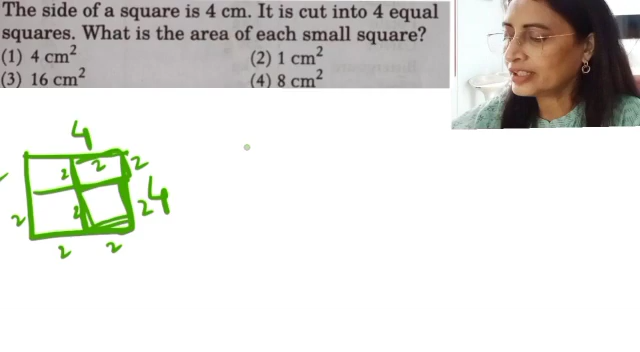 The side of a square is 4 cm. It is cut into 4 equal
squares. What is the area of each small square?
(1) 4 cm² (2) 1 cm²
(3) 16 cm² (4) 8 cm²
4
2 2 2
2 2 2 4
2 2